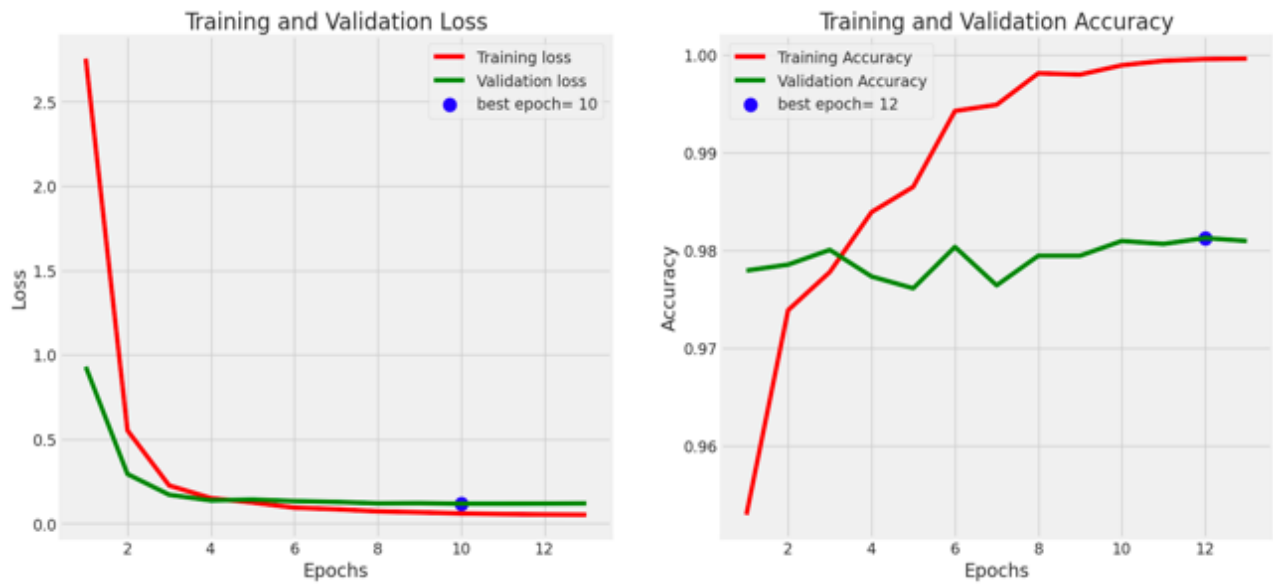 Training and Validation Loss
Training loss
Validation loss
best epoch= 10
2.5
2.0
1.5
1.0
0.5
0.0
Loss
2 4 6 8 10 12
Epochs
Training and Validation Accuracy
Training Accuracy
Validation Accuracy
best epoch= 12
1.00
0.99
0.98
0.97
0.96
Accuracy
2 4 6 8 10 12
Epochs